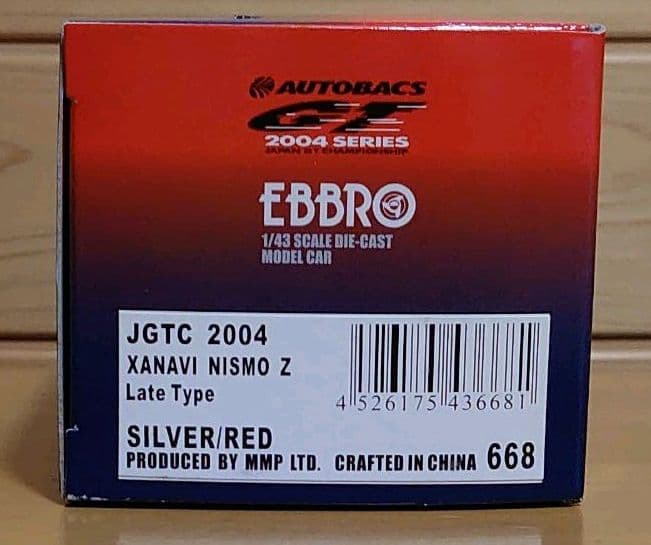 AUTOBACS
GT
2004 SERIES
JAPAN GT CHAMPIONSHIP
EBBRO
1/43 SCALE DIE-CAST
MODEL CAR
JGTC 2004
XANAVI NISMO Z
Late Type
4 526175 436681
SILVER/RED
PRODUCED BY MMP LTD. CRAFTED IN CHINA 668